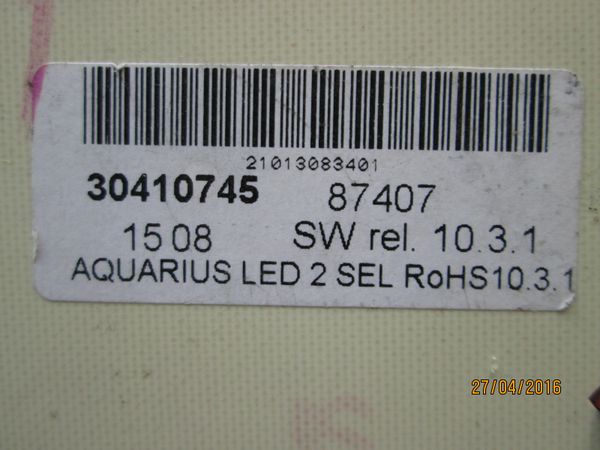 21013083401
30410745 87407
15 08 SW rel. 10.3.1
AQUARIUS LED 2 SEL RoHS10.3.1
27/04/2016